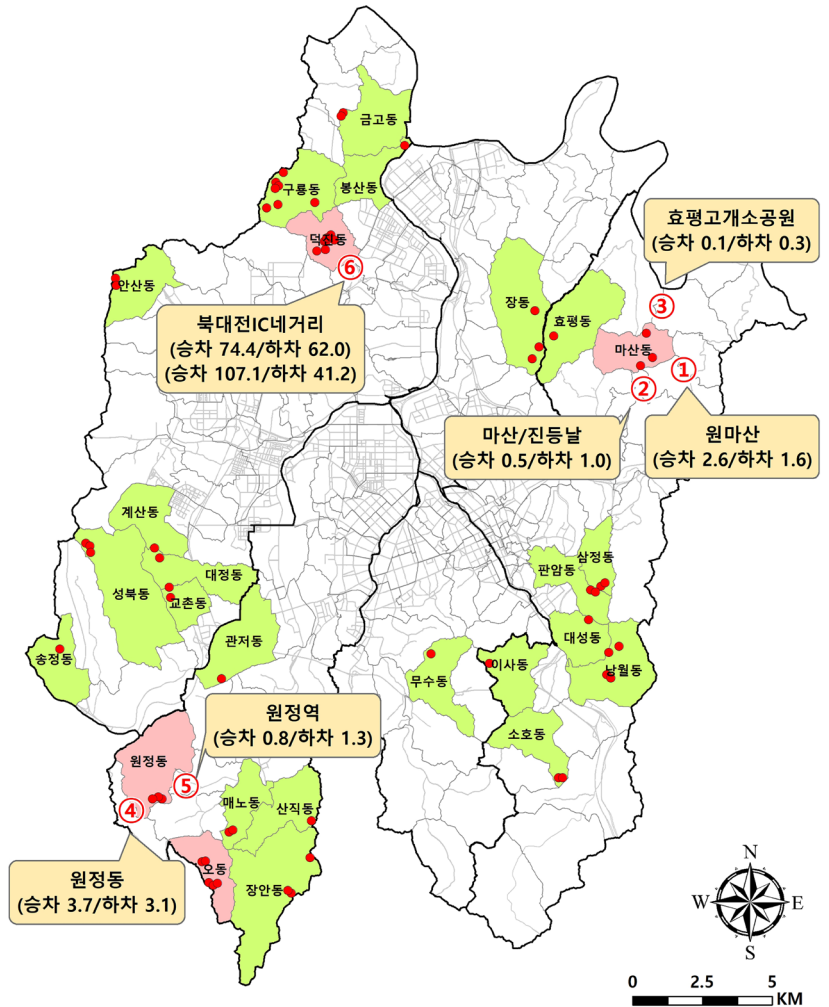 금고동
구룡동
봉산동
덕진동
⑥
안산동
북대전IC네거리
(승차 74.4/하차 62.0)
(승차 107.1/하차 41.2)
장동
효평동
효평고개소공원
(승차 0.1/하차 0.3)
③
마산동
①
②
마산/진등날
(승차 0.5/하차 1.0)
원마산
(승차 2.6/하차 1.6)
계산동
성북동
대정동
교촌동
관저동
송정동
삼정동
판암동
대성동
낭월동
무수동
이사동
소호동
원정역
(승차 0.8/하차 1.3)
원정동
⑤
④
매노동
산직동
오동
장안동
원정동
(승차 3.7/하차 3.1)
N
W
E
S
0 2.5 5
KM